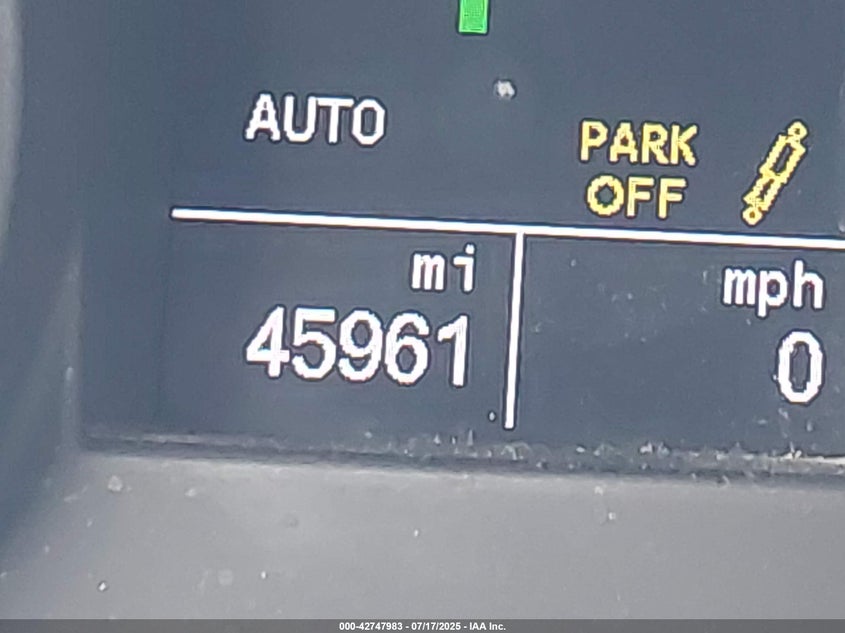 AUTO
PARK
OFF
mi
mph
45961
0
000-42747983 - 07/17/2025 - IAA Inc.